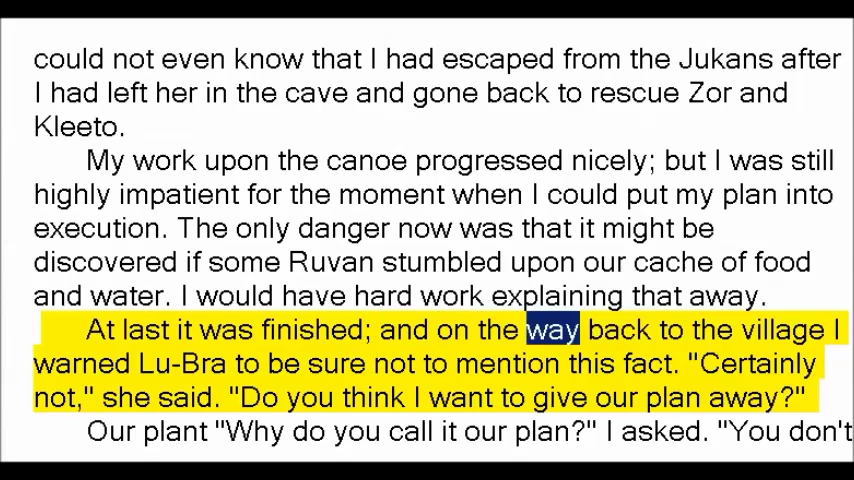 could not even know that I had escaped from the Jukans after
I had left her in the cave and gone back to rescue Zor and
Kleeto.
My work upon the canoe progressed nicely; but I was still
highly impatient for the moment when I could put my plan into
execution. The only danger now was that it might be
discovered if some Ruvan stumbled upon our cache of food
and water. I would have hard work explaining that away.
At last it was finished; and on the way back to the village I
warned Lu-Bra to be sure not to mention this fact. "Certainly
not," she said. "Do you think I want to give our plan away?"
Our plant "Why do you call it our plan?" I asked. "You don't